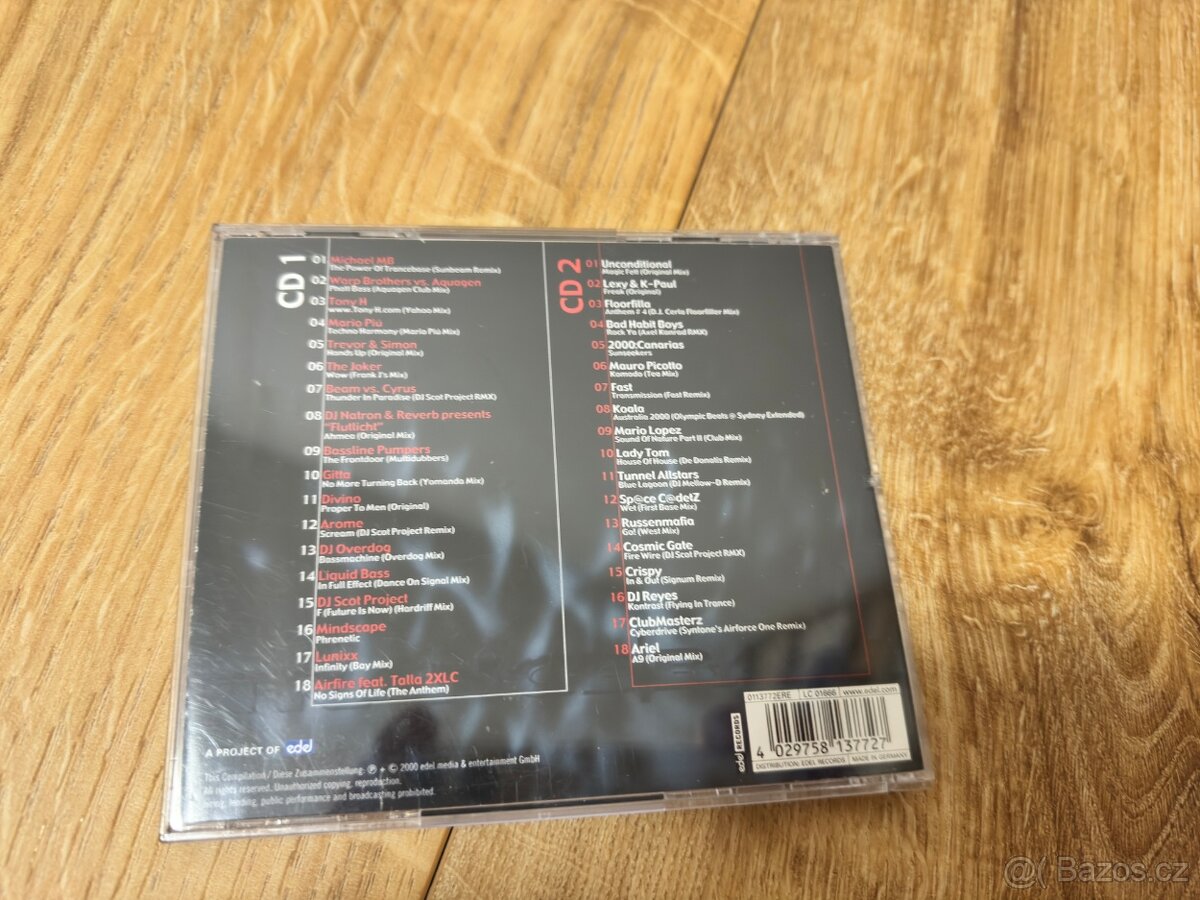 CD 1
01 Michael MB
The Power Of Trancebase (Sunbeam Remix)
02 Warp Brothers vs. Aquagen
Phatt Bass (Aquagen Club Mix)
03 Tony H
www.Tony H.com (Yahoo Mix)
04 Mario Più
Techno Harmony (Mario Più Mix)
05 Trevor & Simon
Hands Up (Original Mix)
06 The Joker
Wow (Frank J's Mix)
07 Beam vs. Cyrus
Thunder In Paradise (DJ Scot Project RMX)
08 DJ Natron & Reverb presents
"Flutlicht"
Ahmea (Original Mix)
09 Bassline Pumpers
The Frontdoor (Multidubbers)
10 Gitta
No More Turning Back (Yomanda Mix)
11 Divino
Praper To Men (Original)
12 Arome
Scream (DJ Scot Project Remix)
13 DJ Overdog
Bassmachine (Overdog Mix)
14 Liquid Bass
In Full Effect (Dance On Signal Mix)
15 DJ Scot Project
F (Future Is Now) (Hardriff Mix)
16 Mindscape
Phrenetic
17 Lunixx
Infinity (Bay Mix)
18 Airfire feat. Talla 2XLC
No Signs Of Life (The Anthem)
CD 2
01 Unconditional
Magic Felt (Original Mix)
02 Lexy & K-Paul
Freak (Original)
03 Floorfilla
Anthem # 4 (D.J. Cerla Floorfiller Mix)
04 Bad Habit Boys
Rock Ya (Axel Konrad RMX)
05 2000:Canarias
Sunseekers
06 Mauro Picotto
Komodo (Tea Mix)
07 Fast
Transmission (Fast Remix)
08 Koala
Australia 2000 (Olympic Beats @ Sydney Extended)
09 Mario Lopez
Sound Of Nature Part II (Club Mix)
10 Lady Tom
House Of House (De Donatis Remix)
11 Tunnel Allstars
Blue Lagoon (DJ Mellow-D Remix)
12 Sp@ce C@delZ
Wet (First Base Mix)
13 Russenmafia
Go! (West Mix)
14 Cosmic Gate
Fire Wire (DJ Scot Project RMX)
15 Crispy
In & Out (Signum Remix)
16 DJ Reyes
Kontrast (Flying In Trance)
17 ClubMasterz
Cyberdrive (Syntone's Airforce One Remix)
18 Ariel
A9 (Original Mix)
A PROJECT OF edel
This Compilation / Diese Zusammenstellung: ℗ + © 2000 edel media & entertainment GmbH
All rights reserved. Unauthorized copying, reproduction,
hiring, lending, public performance and broadcasting prohibited.
edel RECORDS
0113772ERE LC 01666 www.edel.com
4 029758 137727
DISTRIBUTION: EDEL RECORDS MADE IN GERMANY
Bazos.cz